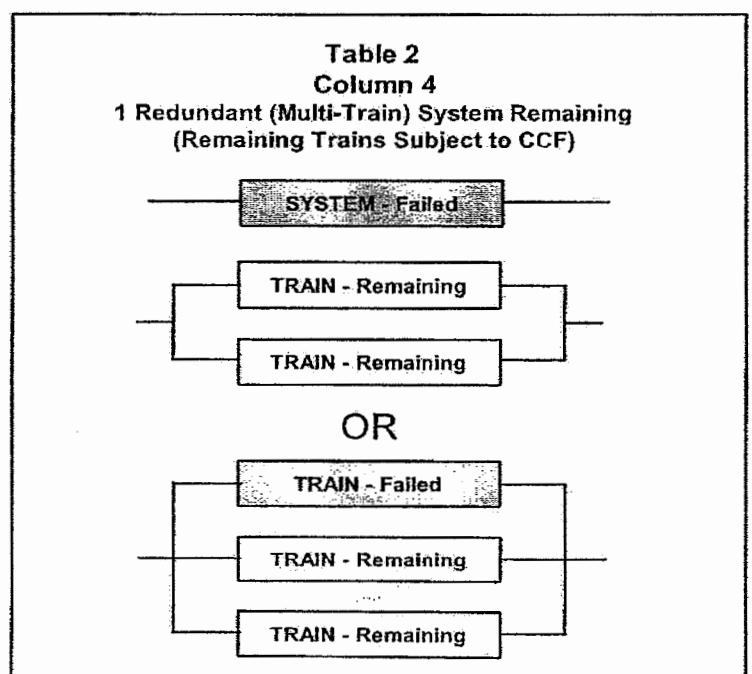 Table 2
Column 4
1 Redundant (Multi-Train) System Remaining
(Remaining Trains Subject to CCF)
SYSTEM - Failed
TRAIN - Remaining
TRAIN - Remaining
OR
TRAIN - Failed
TRAIN - Remaining
TRAIN - Remaining